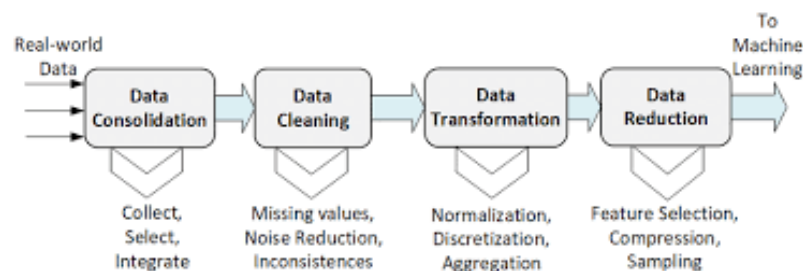 Real-world
Data
To
Machine
Learning
Data
Consolidation
Data
Cleaning
Data
Transformation
Data
Reduction
Collect,
Select,
Integrate
Missing values,
Noise Reduction,
Inconsistences
Normalization,
Discretization,
Aggregation
Feature Selection,
Compression,
Sampling